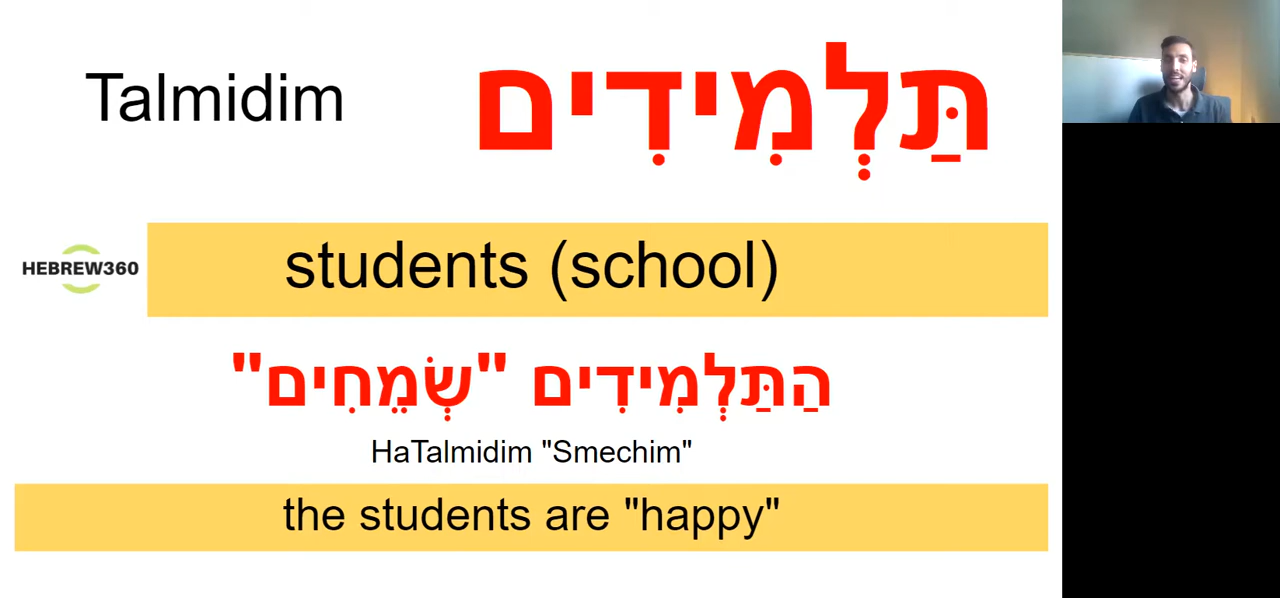 Talmidim תַּלְמִידִים
students (school)
HEBREW360
הַתַּלְמִידִים "שְׂמֵחִים"
HaTalmidim "Smechim"
the students are "happy"